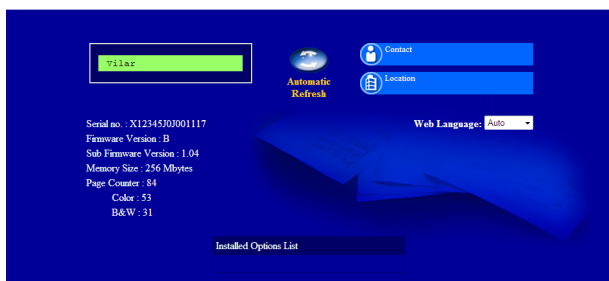 Vilar
Automatic
Refresh
Contact
Location
Serial no. : X12345J0J001117
Firmware Version : B
Sub Firmware Version : 1.04
Memory Size : 256 Mbytes
Page Counter : 84
Color : 53
B&W : 31
Web Language: Auto
Installed Options List